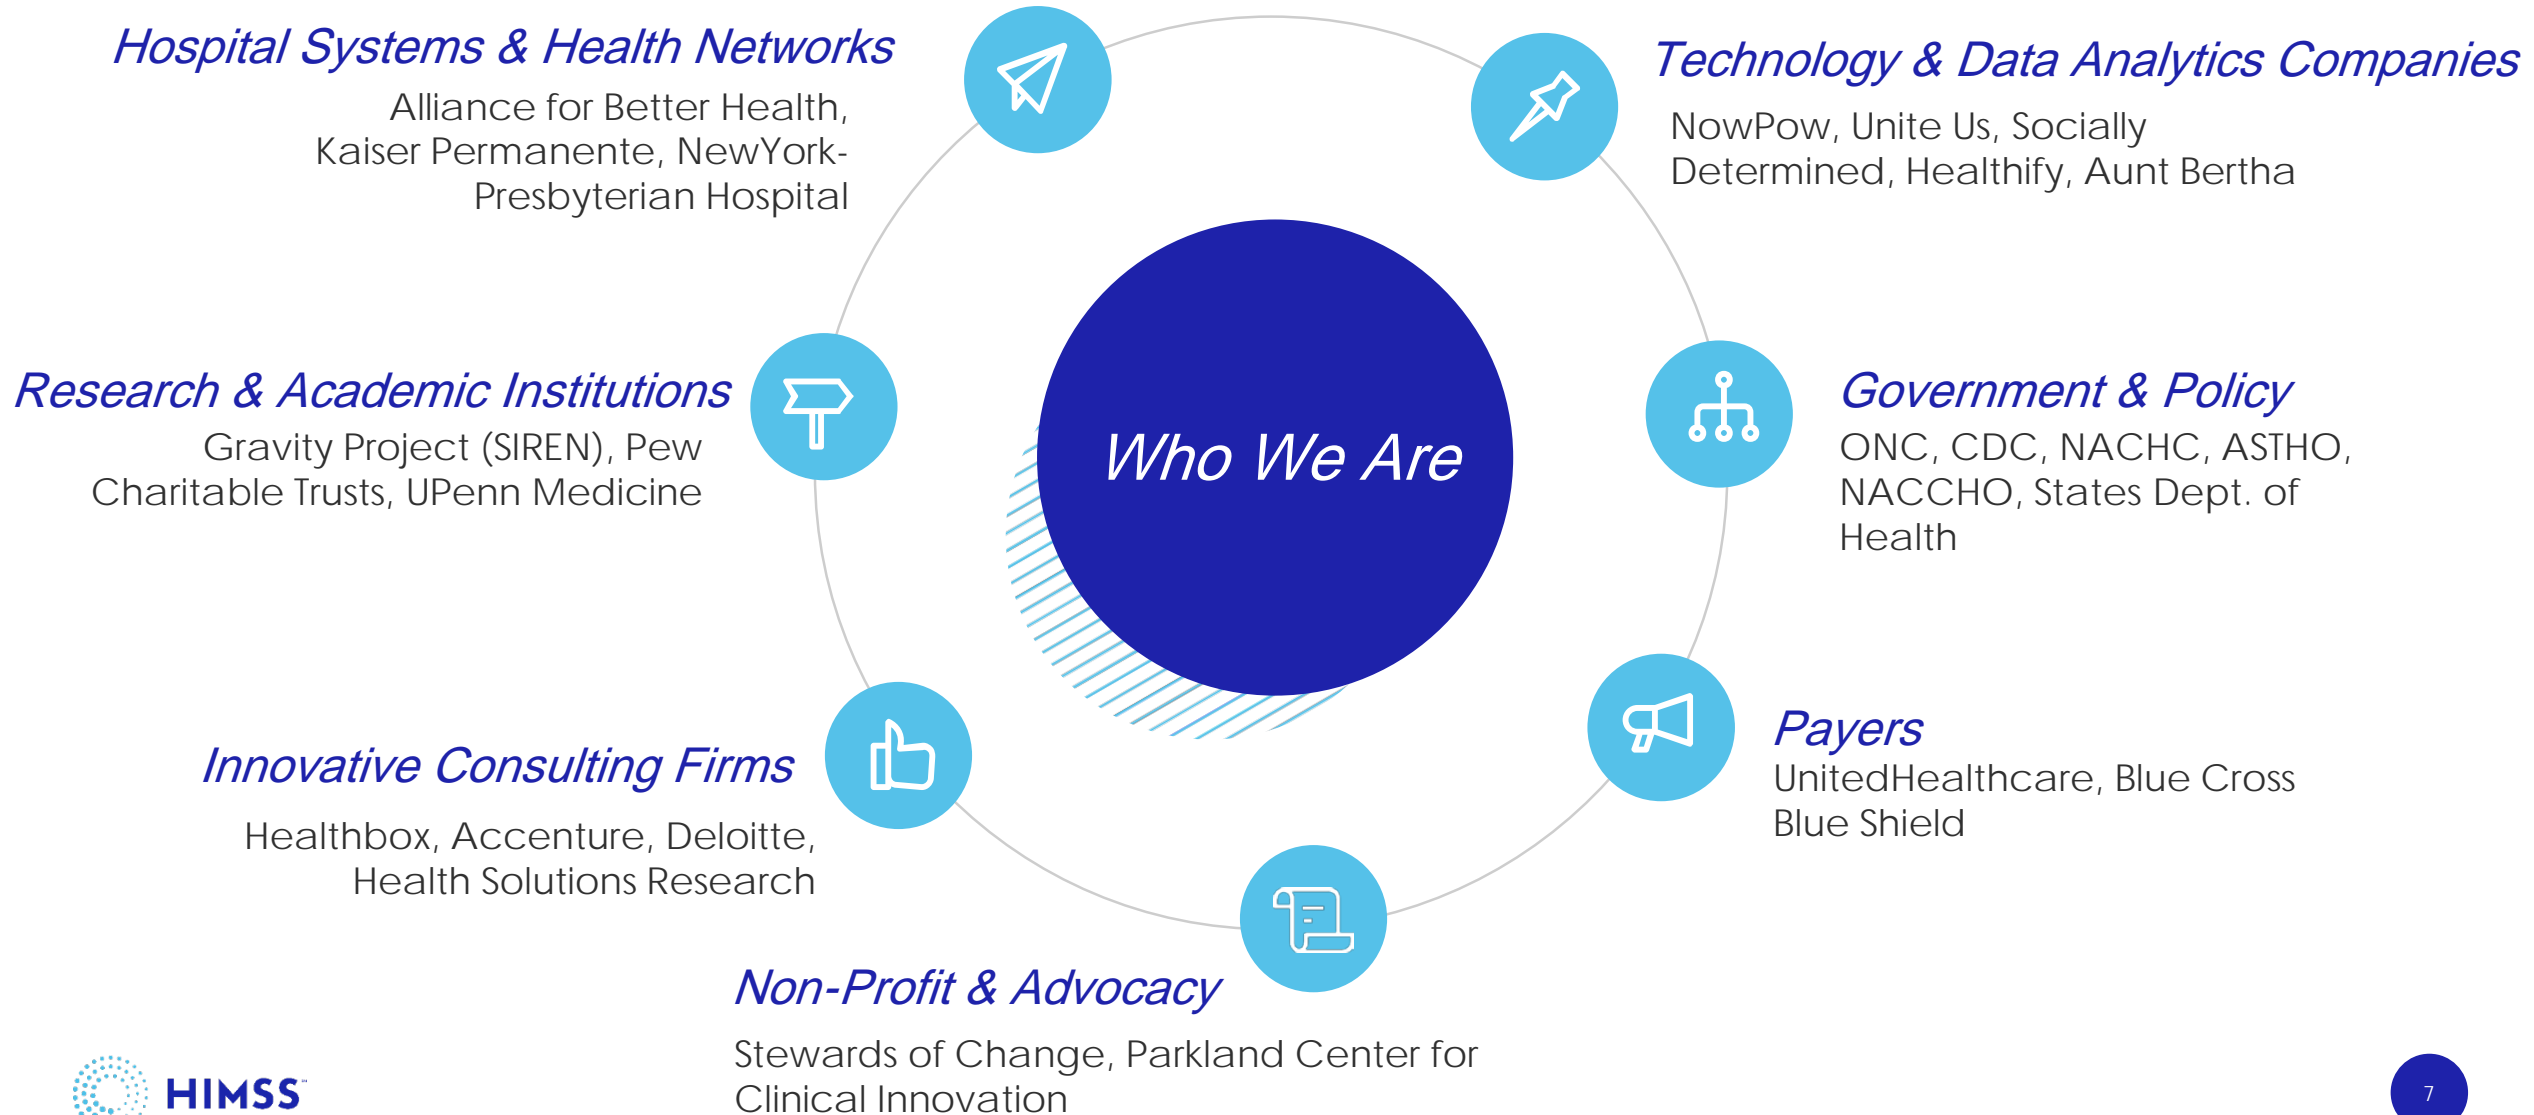 Hospital Systems & Health Networks
Alliance for Better Health,
Kaiser Permanente, NewYork-
Presbyterian Hospital
Technology & Data Analytics Companies
NowPow, Unite Us, Socially
Determined, Healthify, Aunt Bertha
Research & Academic Institutions
Gravity Project (SIREN), Pew
Charitable Trusts, UPenn Medicine
Who We Are
Government & Policy
ONC, CDC, NACHC, ASTHO,
NACCHO, States Dept. of
Health
Innovative Consulting Firms
Healthbox, Accenture, Deloitte,
Health Solutions Research
Payers
UnitedHealthcare, Blue Cross
Blue Shield
Non-Profit & Advocacy
Stewards of Change, Parkland Center for
Clinical Innovation
HIMSS
7